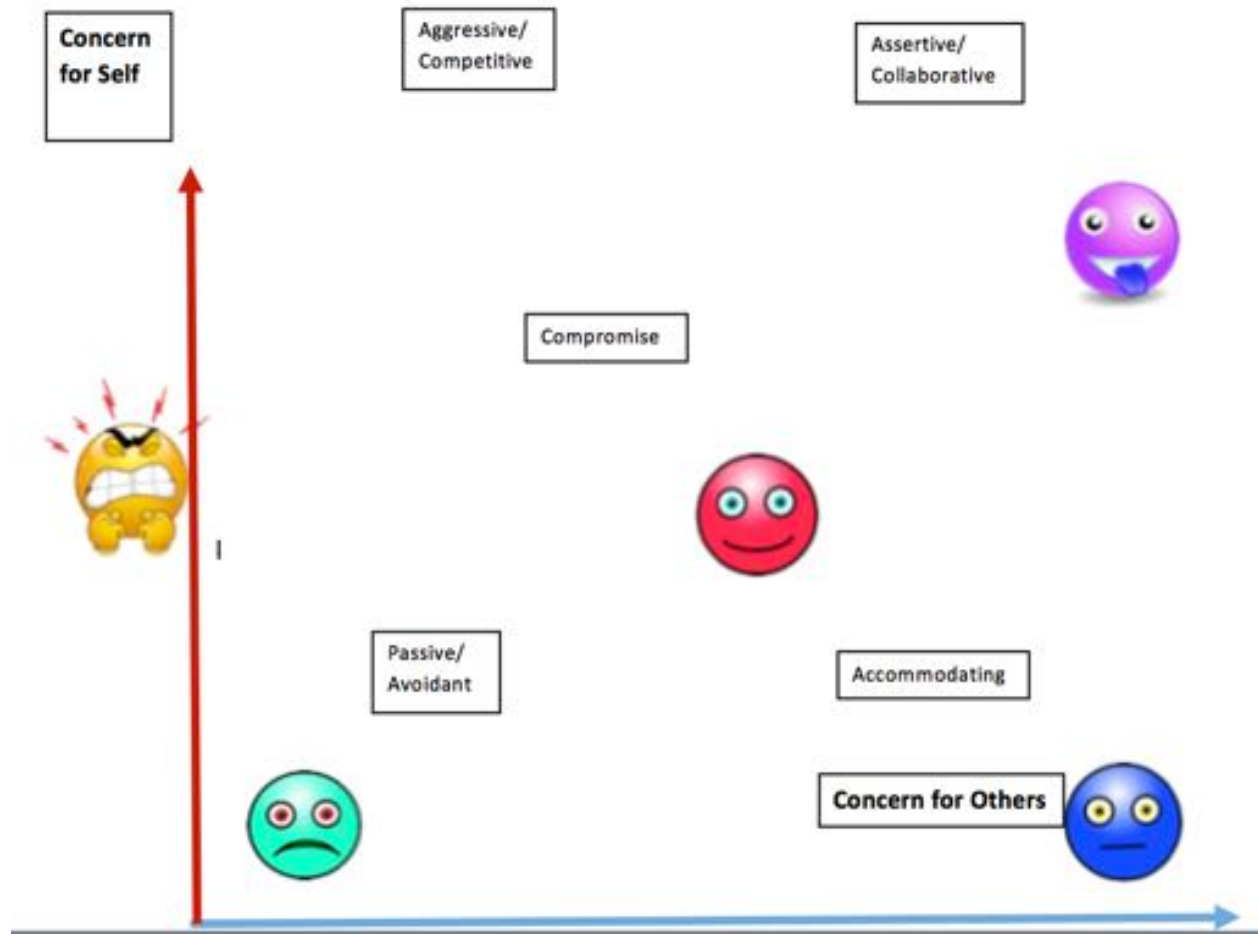 Concern
for Self
Aggressive/
Competitive
Assertive/
Collaborative
Compromise
Passive/
Avoidant
Accommodating
Concern for Others